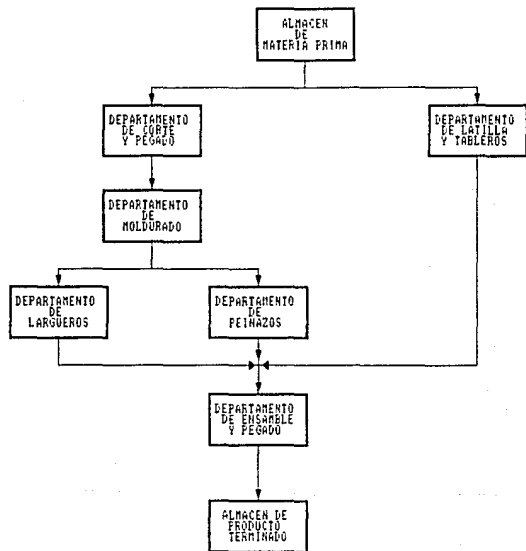 ALMACEN
DE
MATERIA PRIMA
DEPARTAMENTO
DE CORTE
Y PEGADO
DEPARTAMENTO
DE LATILLA
Y TABLEROS
DEPARTAMENTO
DE
MOLDURADO
DEPARTAMENTO
DE
LARGUEROS
DEPARTAMENTO
DE
PEINAZOS
DEPARTAMENTO
DE ENSAMBLE
Y PEGADO
ALMACEN DE
PRODUCTO
TERMINADO